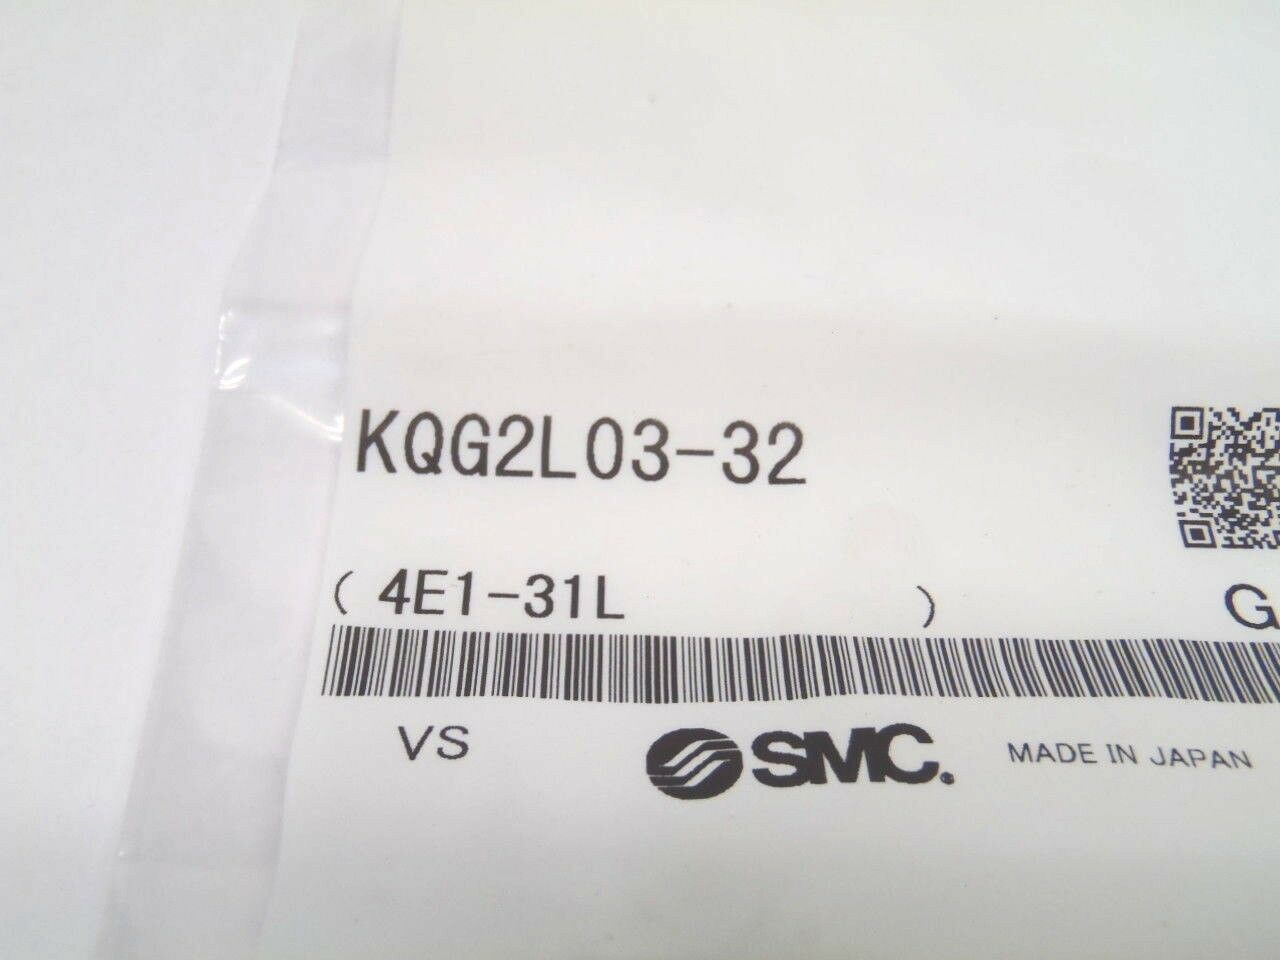 KQG2L03-32
( 4E1-31L )
G
VS SMC. MADE IN JAPAN